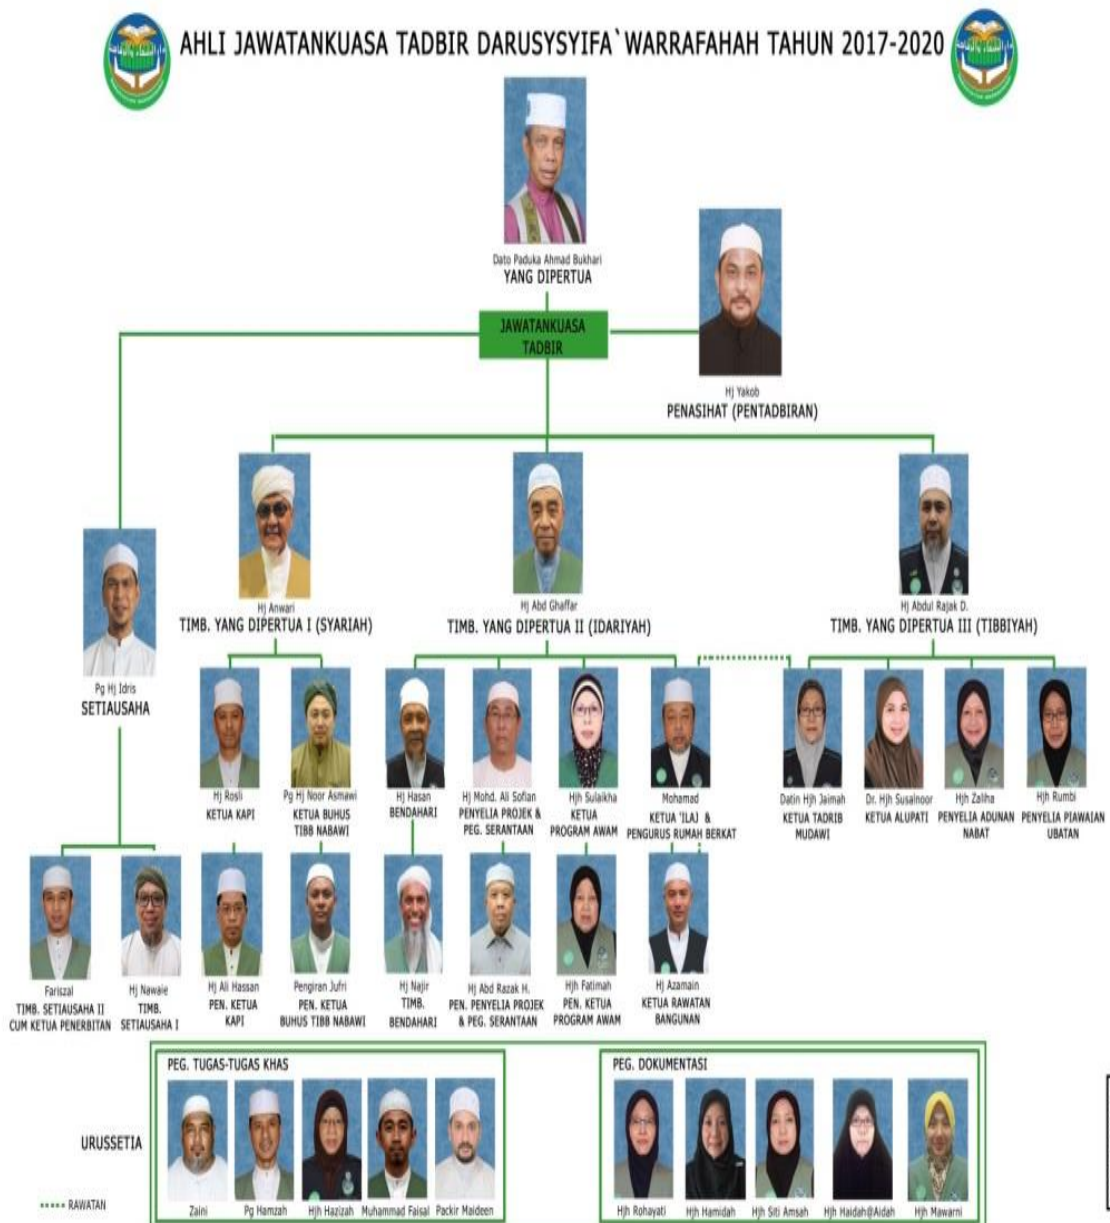 AHLI JAWATANKUASA TADBIR DARUSYSYIFA`WARRAFAHAH TAHUN 2017-2020
Dato Paduka Ahmad Bukhari
YANG DIPERTUA
JAWATANKUASA
TADBIR
Hj Yakob
PENASIHAT (PENTADBIRAN)
Hj Anwari
TIMB. YANG DIPERTUA I (SYARIAH)
Hj Abd Ghaffar
TIMB. YANG DIPERTUA II (IDARIYAH)
Hj Abdul Rajak D.
TIMB. YANG DIPERTUA III (TIBBIYAH)
Pg Hj Idris
SETIAUSAHA
Hj Rosli
KETUA KAPI
Pg Hj Noor Asmawi
KETUA BUHUS
TIBB NABAWI
Hj Hasan
BENDAHARI
Hj Mohd. Ali Sofian
PENYELIA PROJEK &
PEG. SERANTAAN
Hjh Sulaikha
KETUA
PROGRAM AWAM
Mohamad
KETUA 'ILAJ &
PENGURUS RUMAH BERKAT
Datin Hjh Jaimah
KETUA TADRIB
MUDAWI
Dr. Hjh Susalnoor
KETUA ALUPATI
Hjh Zaliha
PENYELIA ADUNAN
NABAT
Hjh Rumbi
PENYELIA PIAWAIAN
UBATAN
Fariszal
TIMB. SETIAUSAHA II
CUM KETUA PENERBITAN
Hj Nawaie
TIMB.
SETIAUSAHA I
Hj Ali Hassan
PEN. KETUA
KAPI
Pengiran Jufri
PEN. KETUA
BUHUS TIBB NABAWI
Hj Najir
TIMB.
BENDAHARI
Hj Abd Razak H.
PEN. PENYELIA PROJEK
& PEG. SERANTAAN
Hjh Fatimah
PEN. KETUA
PROGRAM AWAM
Hj Azamain
KETUA RAWATAN
BANGUNAN
URUSSETIA
PEG. TUGAS-TUGAS KHAS
Zaini
Pg Hamzah
Hjh Hazizah
Muhammad Faisal
Packir Maideen
PEG. DOKUMENTASI
Hjh Rohayati
Hjh Hamidah
Hjh Siti Amsah
Hjh Haidah@Aidah
Hjh Mawarni
RAWATAN